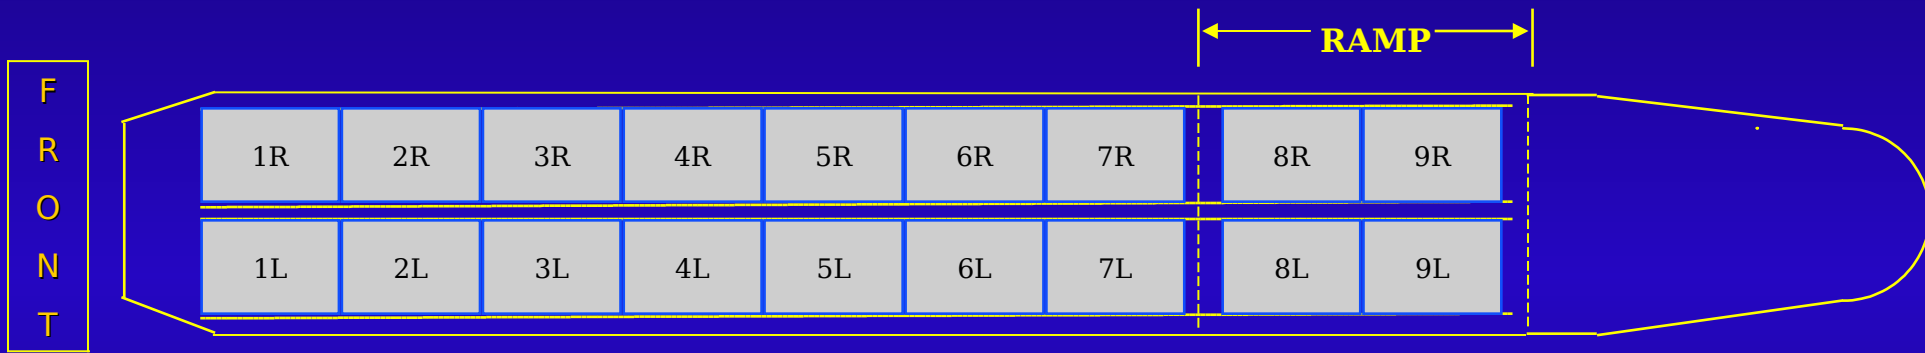 RAMP
FRONT
1R 2R 3R 4R 5R 6R 7R 8R 9R
1L 2L 3L 4L 5L 6L 7L 8L 9L